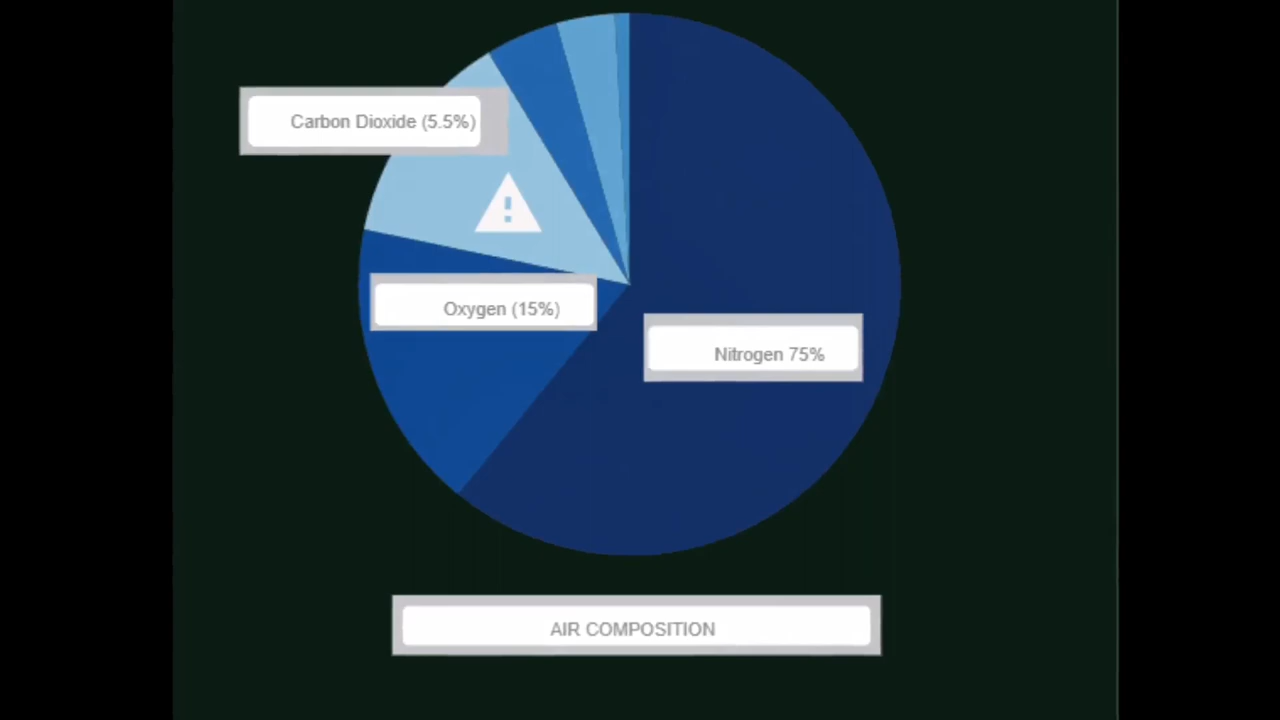 Carbon Dioxide (5.5%)
Oxygen (15%)
Nitrogen 75%
AIR COMPOSITION